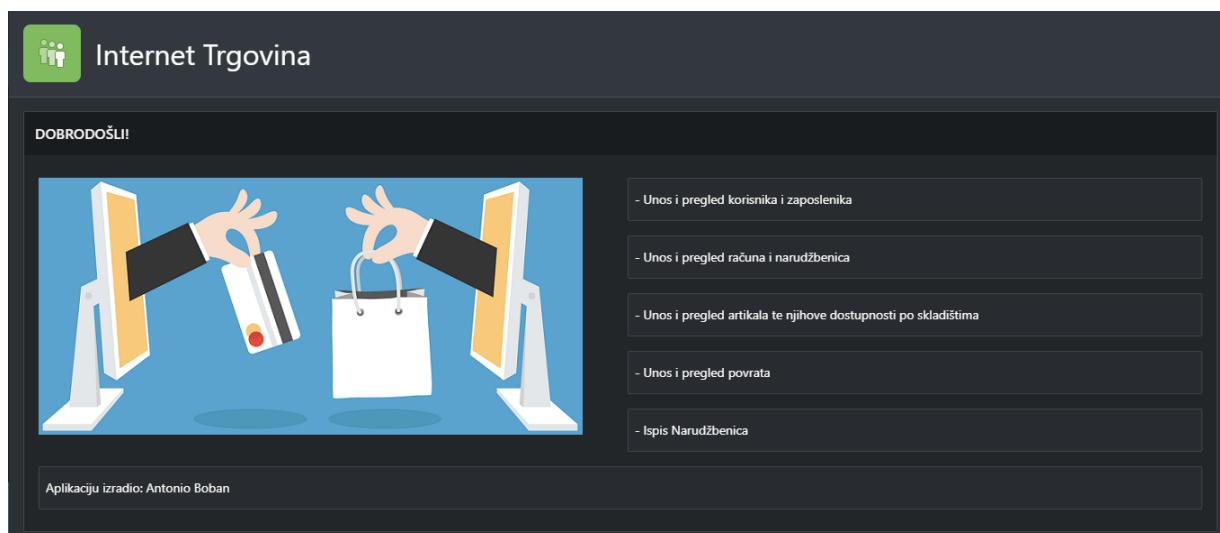 Internet Trgovina
DOBRODOŠLI!
- Unos i pregled korisnika i zaposlenika
- Unos i pregled računa i narudžbenica
- Unos i pregled artikala te njihove dostupnosti po skladištima
- Unos i pregled povrata
- Ispis Narudžbenica
Aplikaciju izradio: Antonio Boban